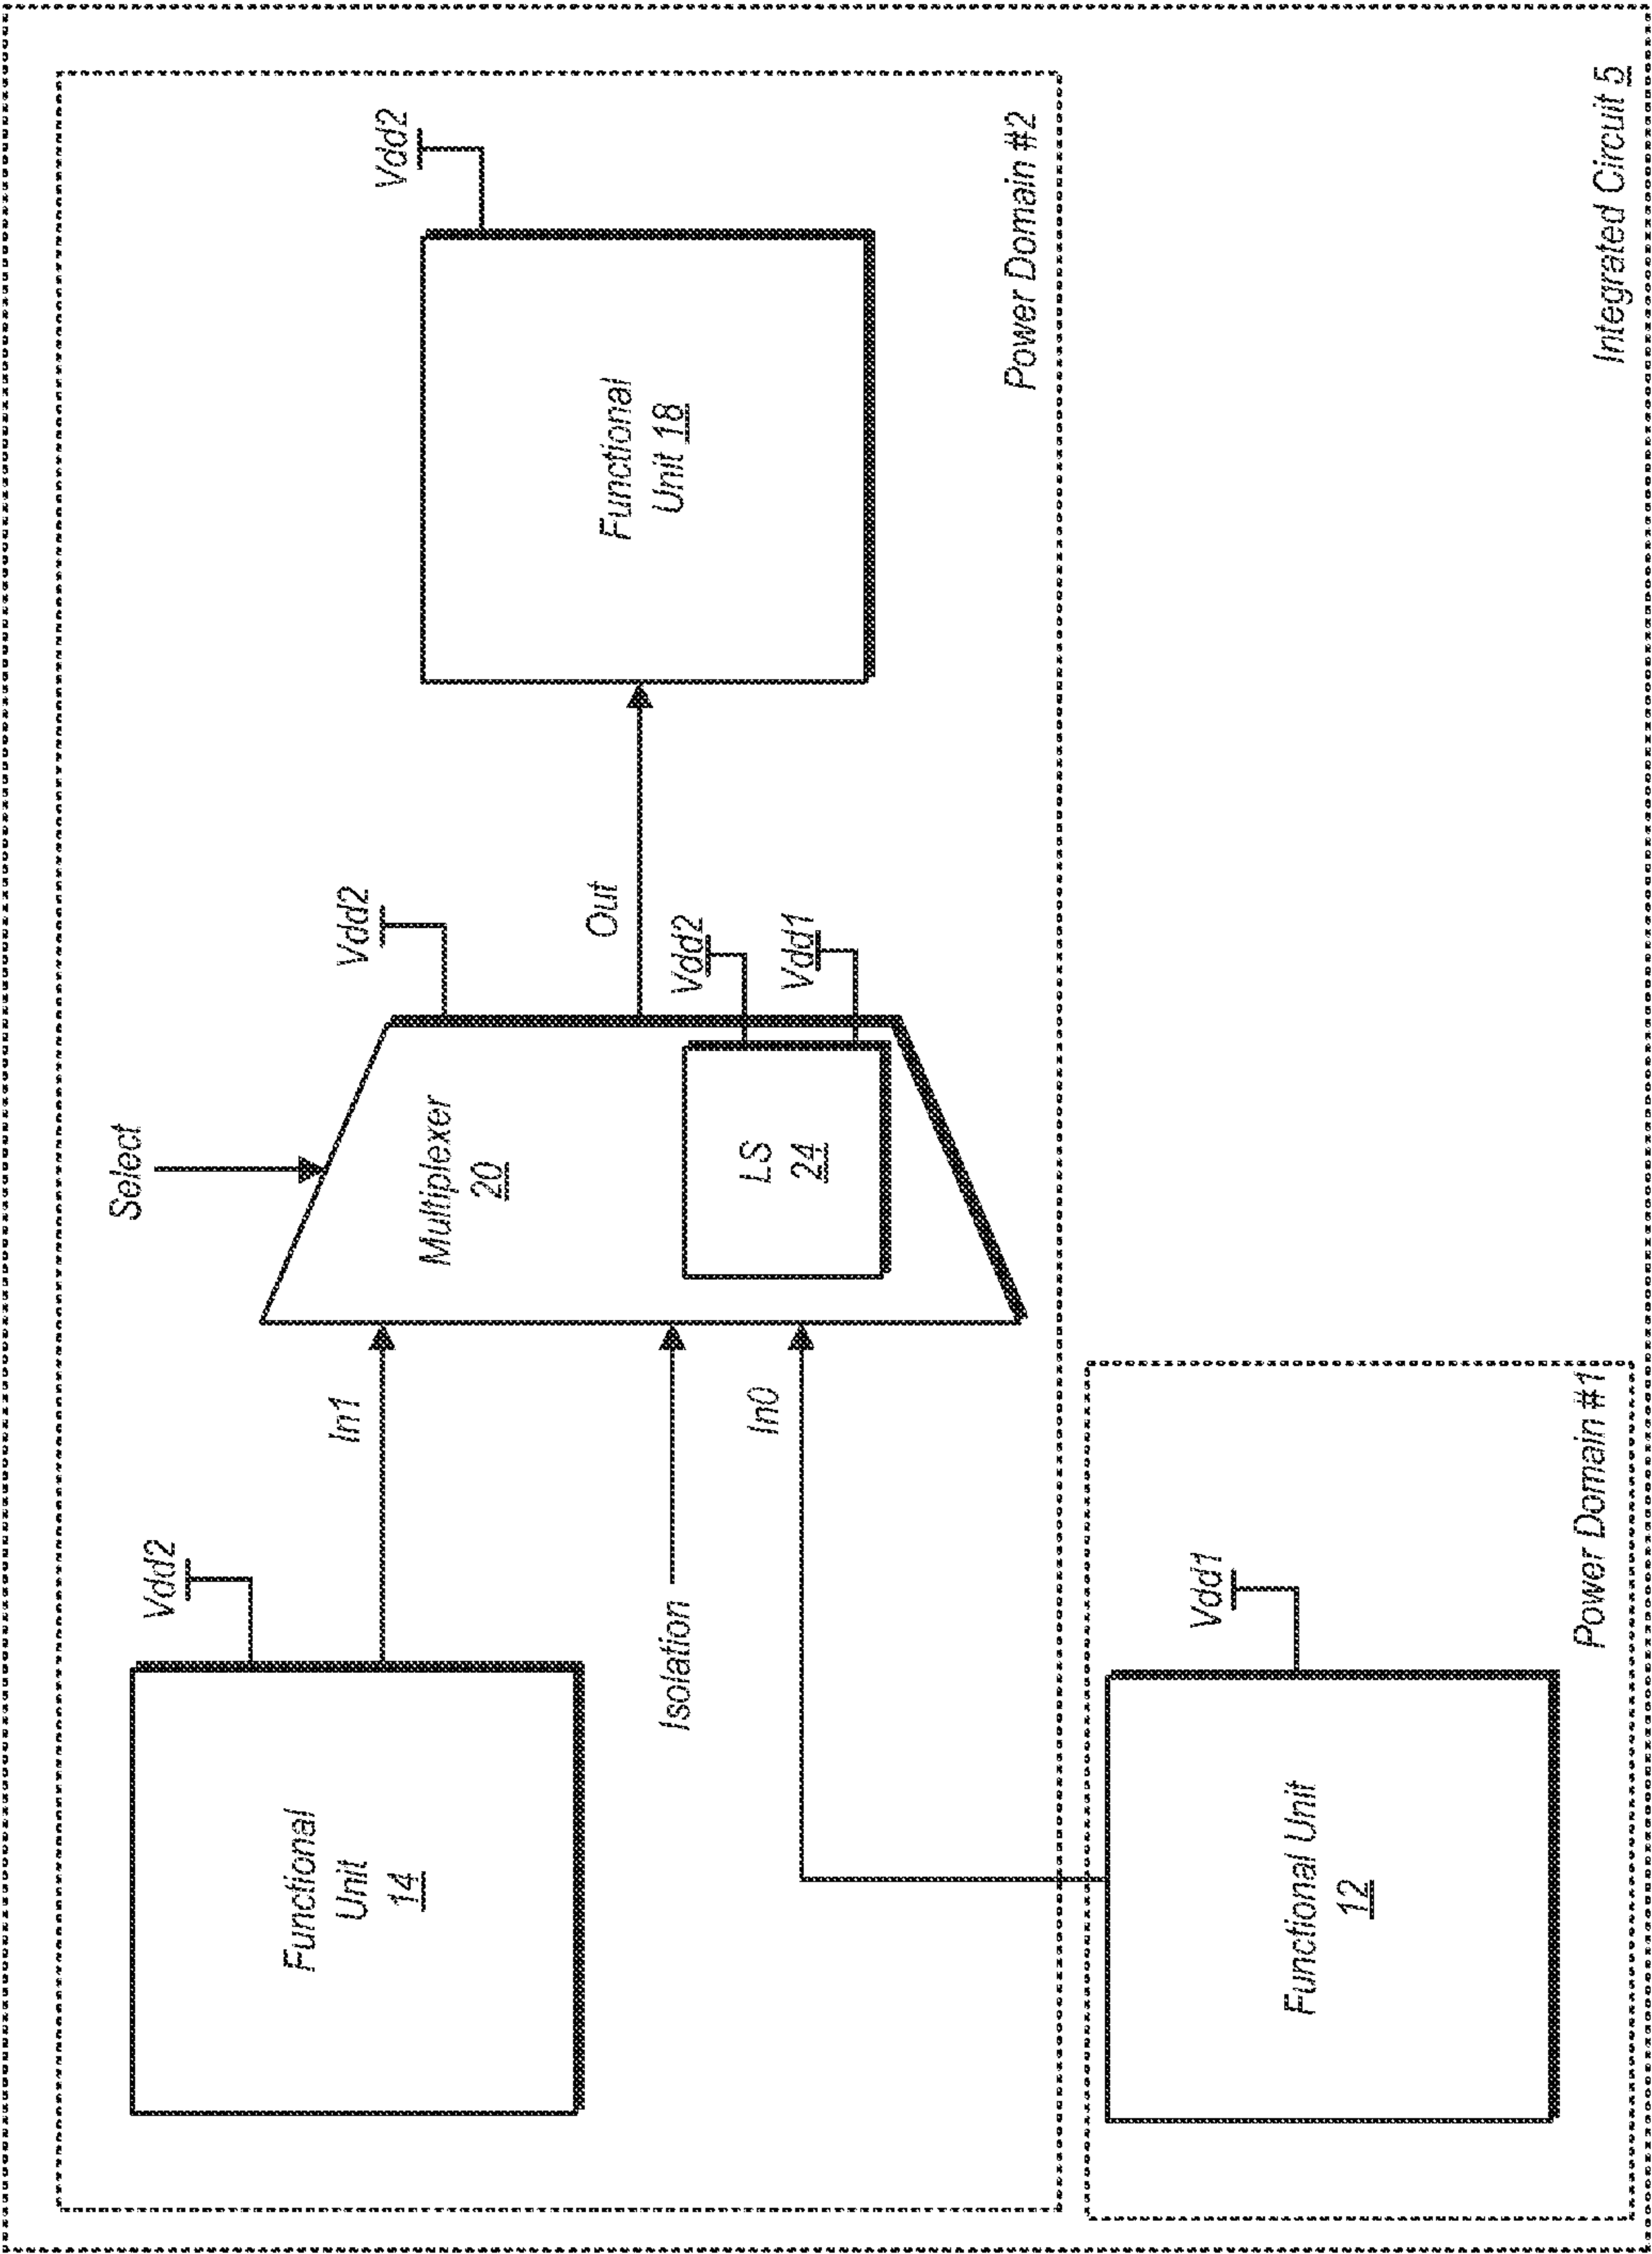 Vdd2
Functional
Unit
14
In1
Isolation
In0
Select
Multiplexer
20
Vdd2
LS
24
Vdd2
Vdd1
Out
Vdd2
Functional
Unit 18
Power Domain #2
Functional Unit
12
Vdd1
Power Domain #1
Integrated Circuit 5